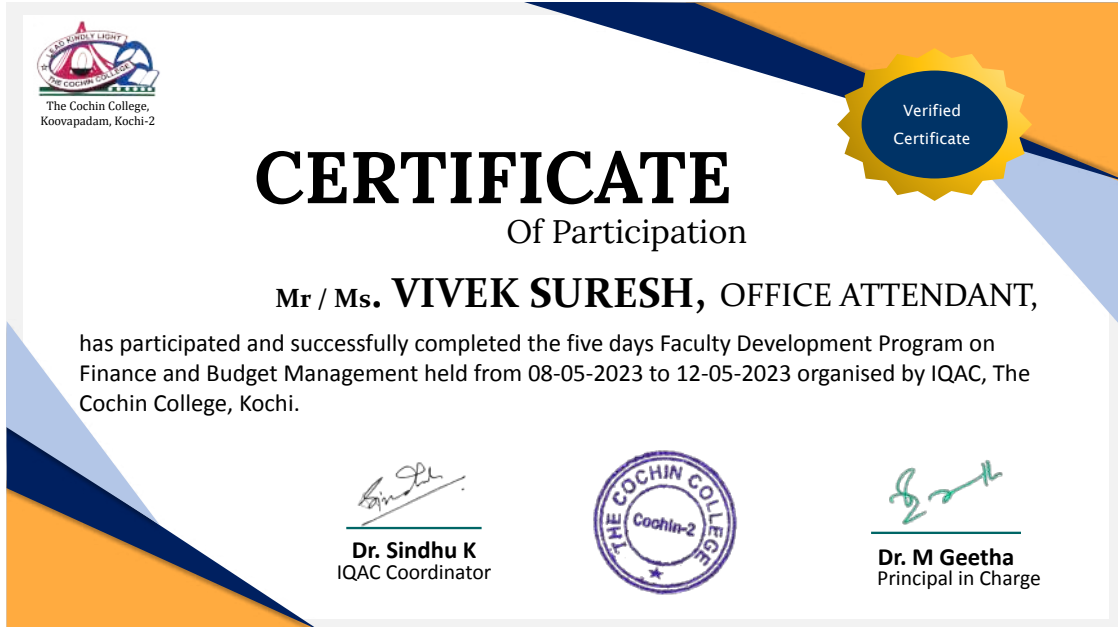 LEAD KINDLY LIGHT
THE COCHIN COLLEGE
The Cochin College,
Koovapadam, Kochi-2
Verified
Certificate
CERTIFICATE
Of Participation
Mr / Ms. VIVEK SURESH, OFFICE ATTENDANT,
has participated and successfully completed the five days Faculty Development Program on
Finance and Budget Management held from 08-05-2023 to 12-05-2023 organised by IQAC, The
Cochin College, Kochi.
Sindhu
THE COCHIN COLLEGE
Cochin-2
Dr. Sindhu K
IQAC Coordinator
Dr. M Geetha
Principal in Charge